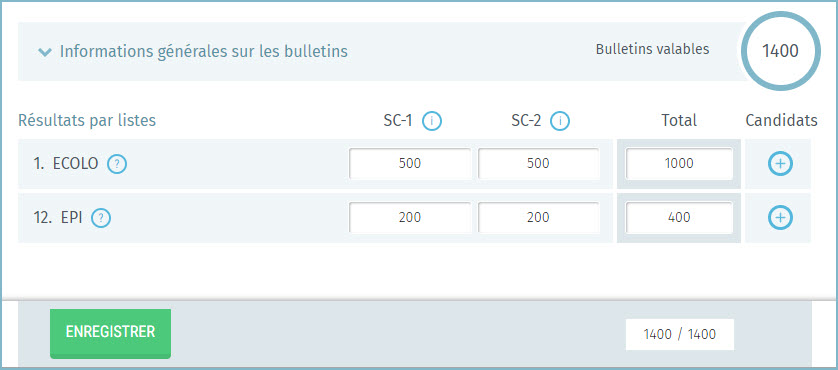 Informations générales sur les bulletins Bulletins valables 1400
Résultats par listes SC-1 i SC-2 i Total Candidats
1. ECOLO ? 500 500 1000 +
12. EPI ? 200 200 400 +
ENREGISTRER 1400 / 1400